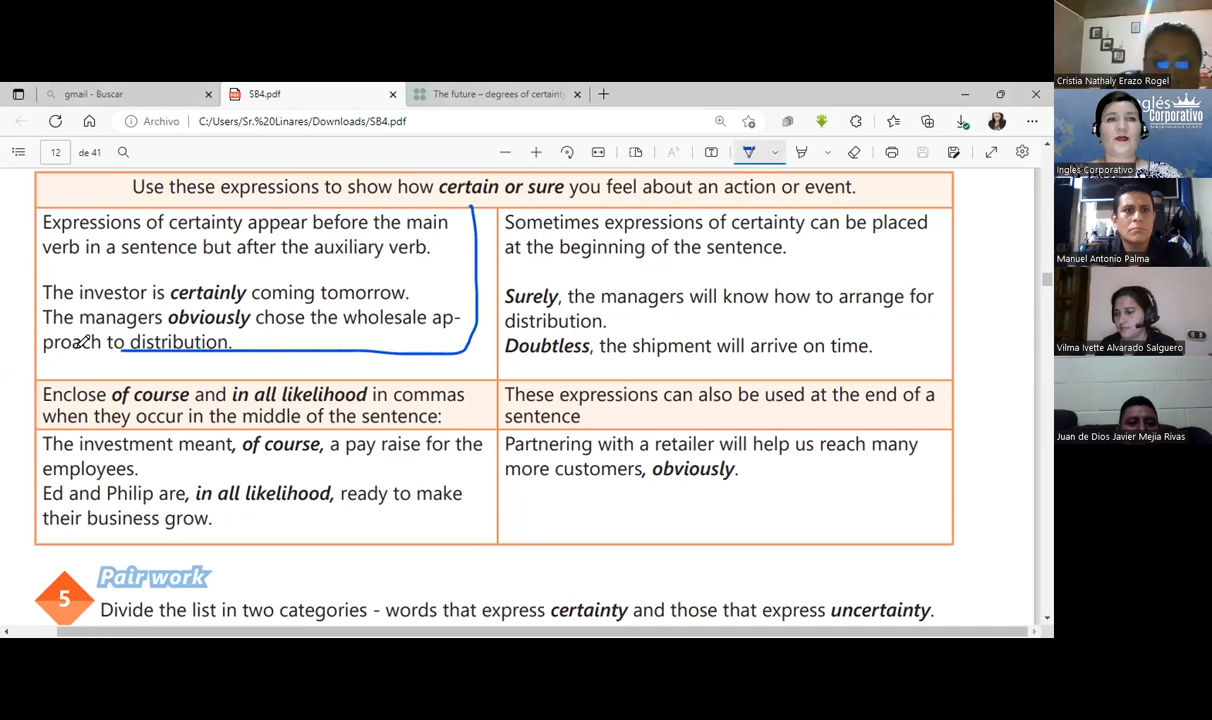 gmail - Buscar
SB4.pdf
The future – degrees of certaint
Archivo
C:/Users/Sr.%20Linares/Downloads/SB4.pdf
12
de 41
Use these expressions to show how certain or sure you feel about an action or event.
Expressions of certainty appear before the main
verb in a sentence but after the auxiliary verb.
The investor is certainly coming tomorrow.
The managers obviously chose the wholesale ap-
proach to distribution.
Sometimes expressions of certainty can be placed
at the beginning of the sentence.
Surely, the managers will know how to arrange for
distribution.
Doubtless, the shipment will arrive on time.
Enclose of course and in all likelihood in commas
when they occur in the middle of the sentence:
These expressions can also be used at the end of a
sentence
The investment meant, of course, a pay raise for the
employees.
Ed and Philip are, in all likelihood, ready to make
their business grow.
Partnering with a retailer will help us reach many
more customers, obviously.
Pair work
5
Divide the list in two categories - words that express certainty and those that express uncertainty.
Cristia Nathaly Erazo Rogel
nglés
Corporativo
Inglés Corporativo
Manuel Antonio Palma
Vilma Ivette Alvarado Salguero
Juan de Dios Javier Mejia Rivas